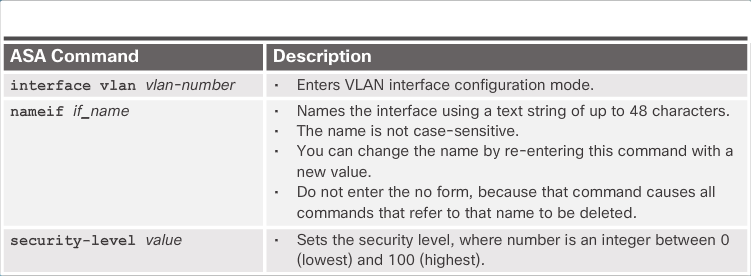 ASA Command Description
interface vlan vlan-number • Enters VLAN interface configuration mode.
nameif if_name • Names the interface using a text string of up to 48 characters.
• The name is not case-sensitive.
• You can change the name by re-entering this command with a
new value.
• Do not enter the no form, because that command causes all
commands that refer to that name to be deleted.
security-level value • Sets the security level, where number is an integer between 0
(lowest) and 100 (highest).